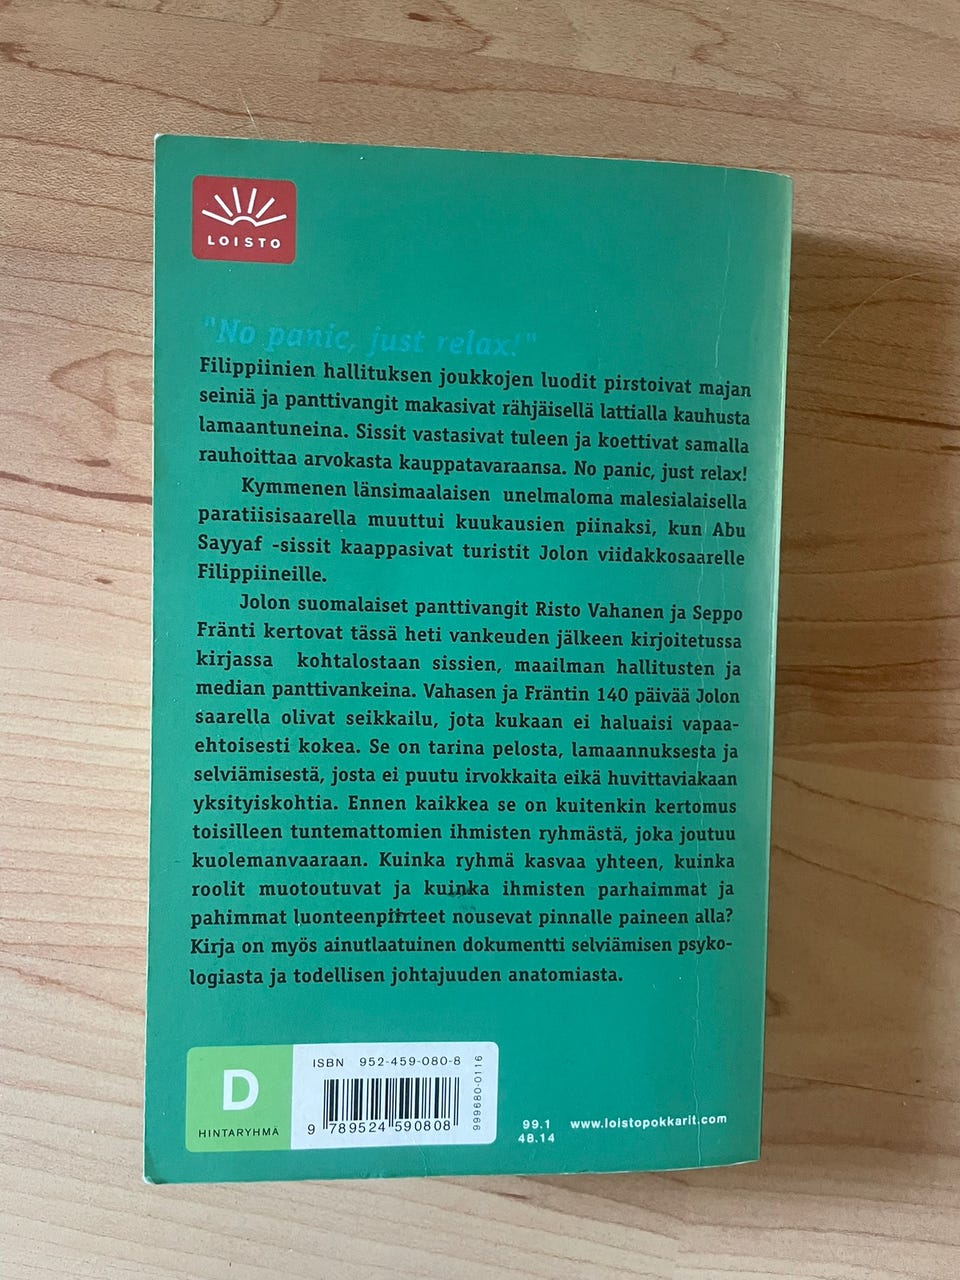 LOISTO
"No panic, just relax!"
Filippiinien hallituksen joukkojen luodit pirstoivat majan
seiniä ja panttivangit makasivat rähjäisellä lattialla kauhusta
lamaantuneina. Sissit vastasivat tuleen ja koettivat samalla
rauhoittaa arvokasta kauppatavaraansa. No panic, just relax!
Kymmenen länsimaalaisen unelmaloma malesialaisella
paratiisisaarella muuttui kuukausien piinaksi, kun Abu
Sayyaf -sissit kaappasivat turistit Jolon viidakkosaarelle
Filippiineille.
Jolon suomalaiset panttivangit Risto Vahanen ja Seppo
Fränti kertovat tässä heti vankeuden jälkeen kirjoitetussa
kirjassa kohtalostaan sissien, maailman hallitusten ja
median panttivankeina. Vahasen ja Fräntin 140 päivää Jolon
saarella olivat seikkailu, jota kukaan ei haluaisi vapaa-
ehtoisesti kokea. Se on tarina pelosta, lamaannuksesta ja
selviämisestä, josta ei puutu irvokkaita eikä huvittaviakaan
yksityiskohtia. Ennen kaikkea se on kuitenkin kertomus
toisilleen tuntemattomien ihmisten ryhmästä, joka joutuu
kuolemanvaaraan. Kuinka ryhmä kasvaa yhteen, kuinka
roolit muotoutuvat ja kuinka ihmisten parhaimmat ja
pahimmat luonteenpiirteet nousevat pinnalle paineen alla?
Kirja on myös ainutlaatuinen dokumentti selviämisen psyko-
logiasta ja todellisen johtajuuden anatomiasta.
D
HINTARYHMÄ
ISBN 952-459-080-8
9 789524 590808
999680-0116
99.1
48.14
www.loistopokkarit.com